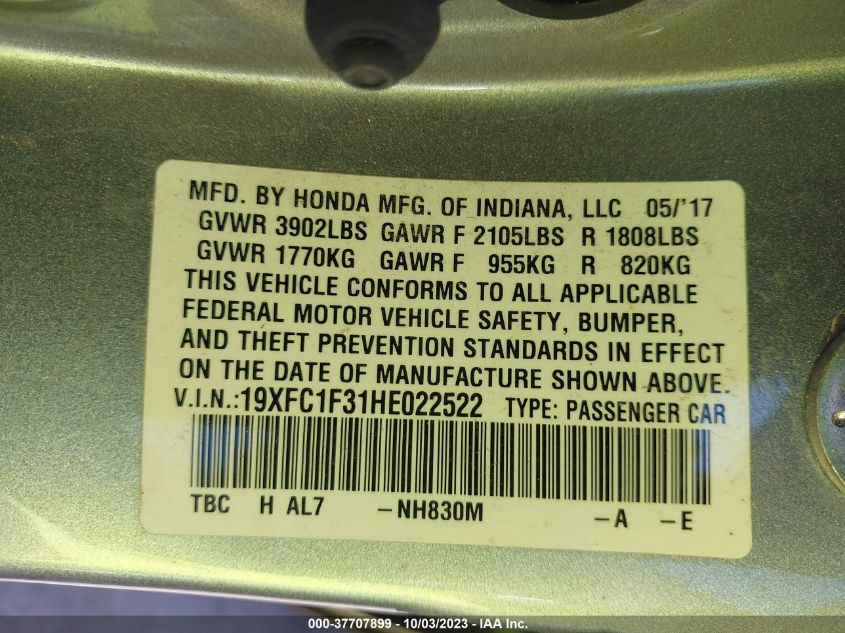 MFD. BY HONDA MFG. OF INDIANA, LLC 05/'17
GVWR 3902LBS GAWR F 2105LBS R 1808LBS
GVWR 1770KG GAWR F 955KG R 820KG
THIS VEHICLE CONFORMS TO ALL APPLICABLE
FEDERAL MOTOR VEHICLE SAFETY, BUMPER,
AND THEFT PREVENTION STANDARDS IN EFFECT
ON THE DATE OF MANUFACTURE SHOWN ABOVE.
V.I.N.:19XFC1F31HE022522 TYPE: PASSENGER CAR
TBC H AL7 -NH830M -A -E
000-37707899 - 10/03/2023 - IAA Inc.